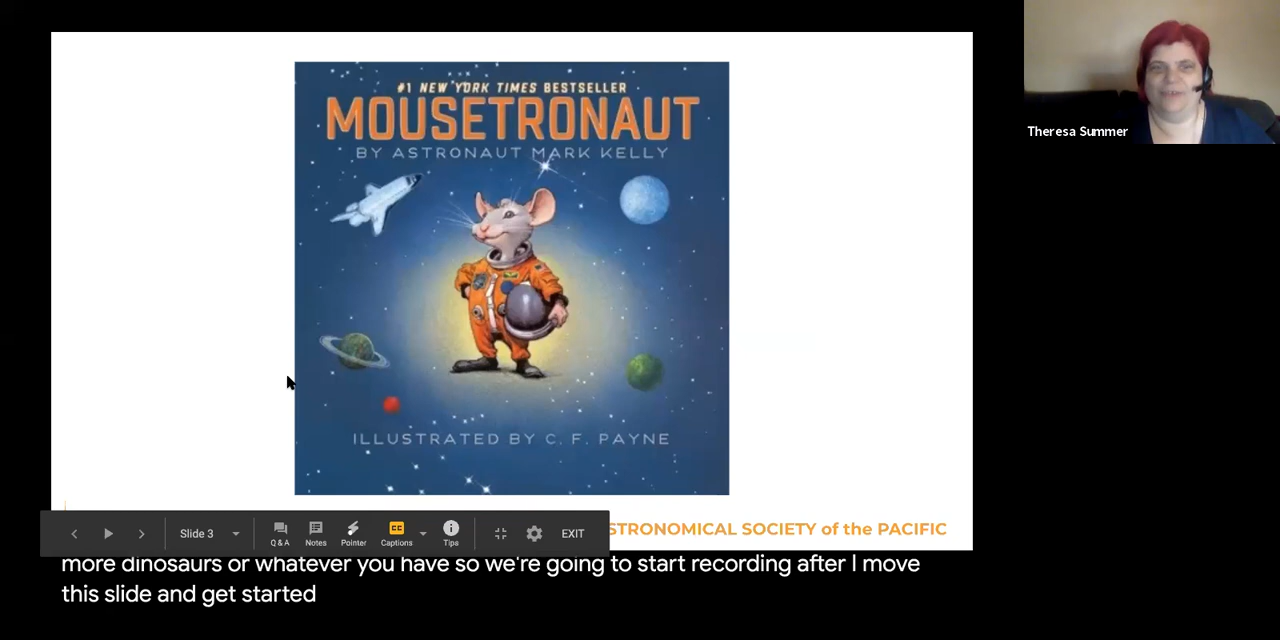 #1 NEW YORK TIMES BESTSELLER
MOUSETRONAUT
BY ASTRONAUT MARK KELLY
ILLUSTRATED BY C. F. PAYNE
Theresa Summer
STRONOMICAL SOCIETY of the PACIFIC
Slide 3
Q & A
Notes
Pointer
CC
Captions
Tips
EXIT
more dinosaurs or whatever you have so we're going to start recording after I move
this slide and get started